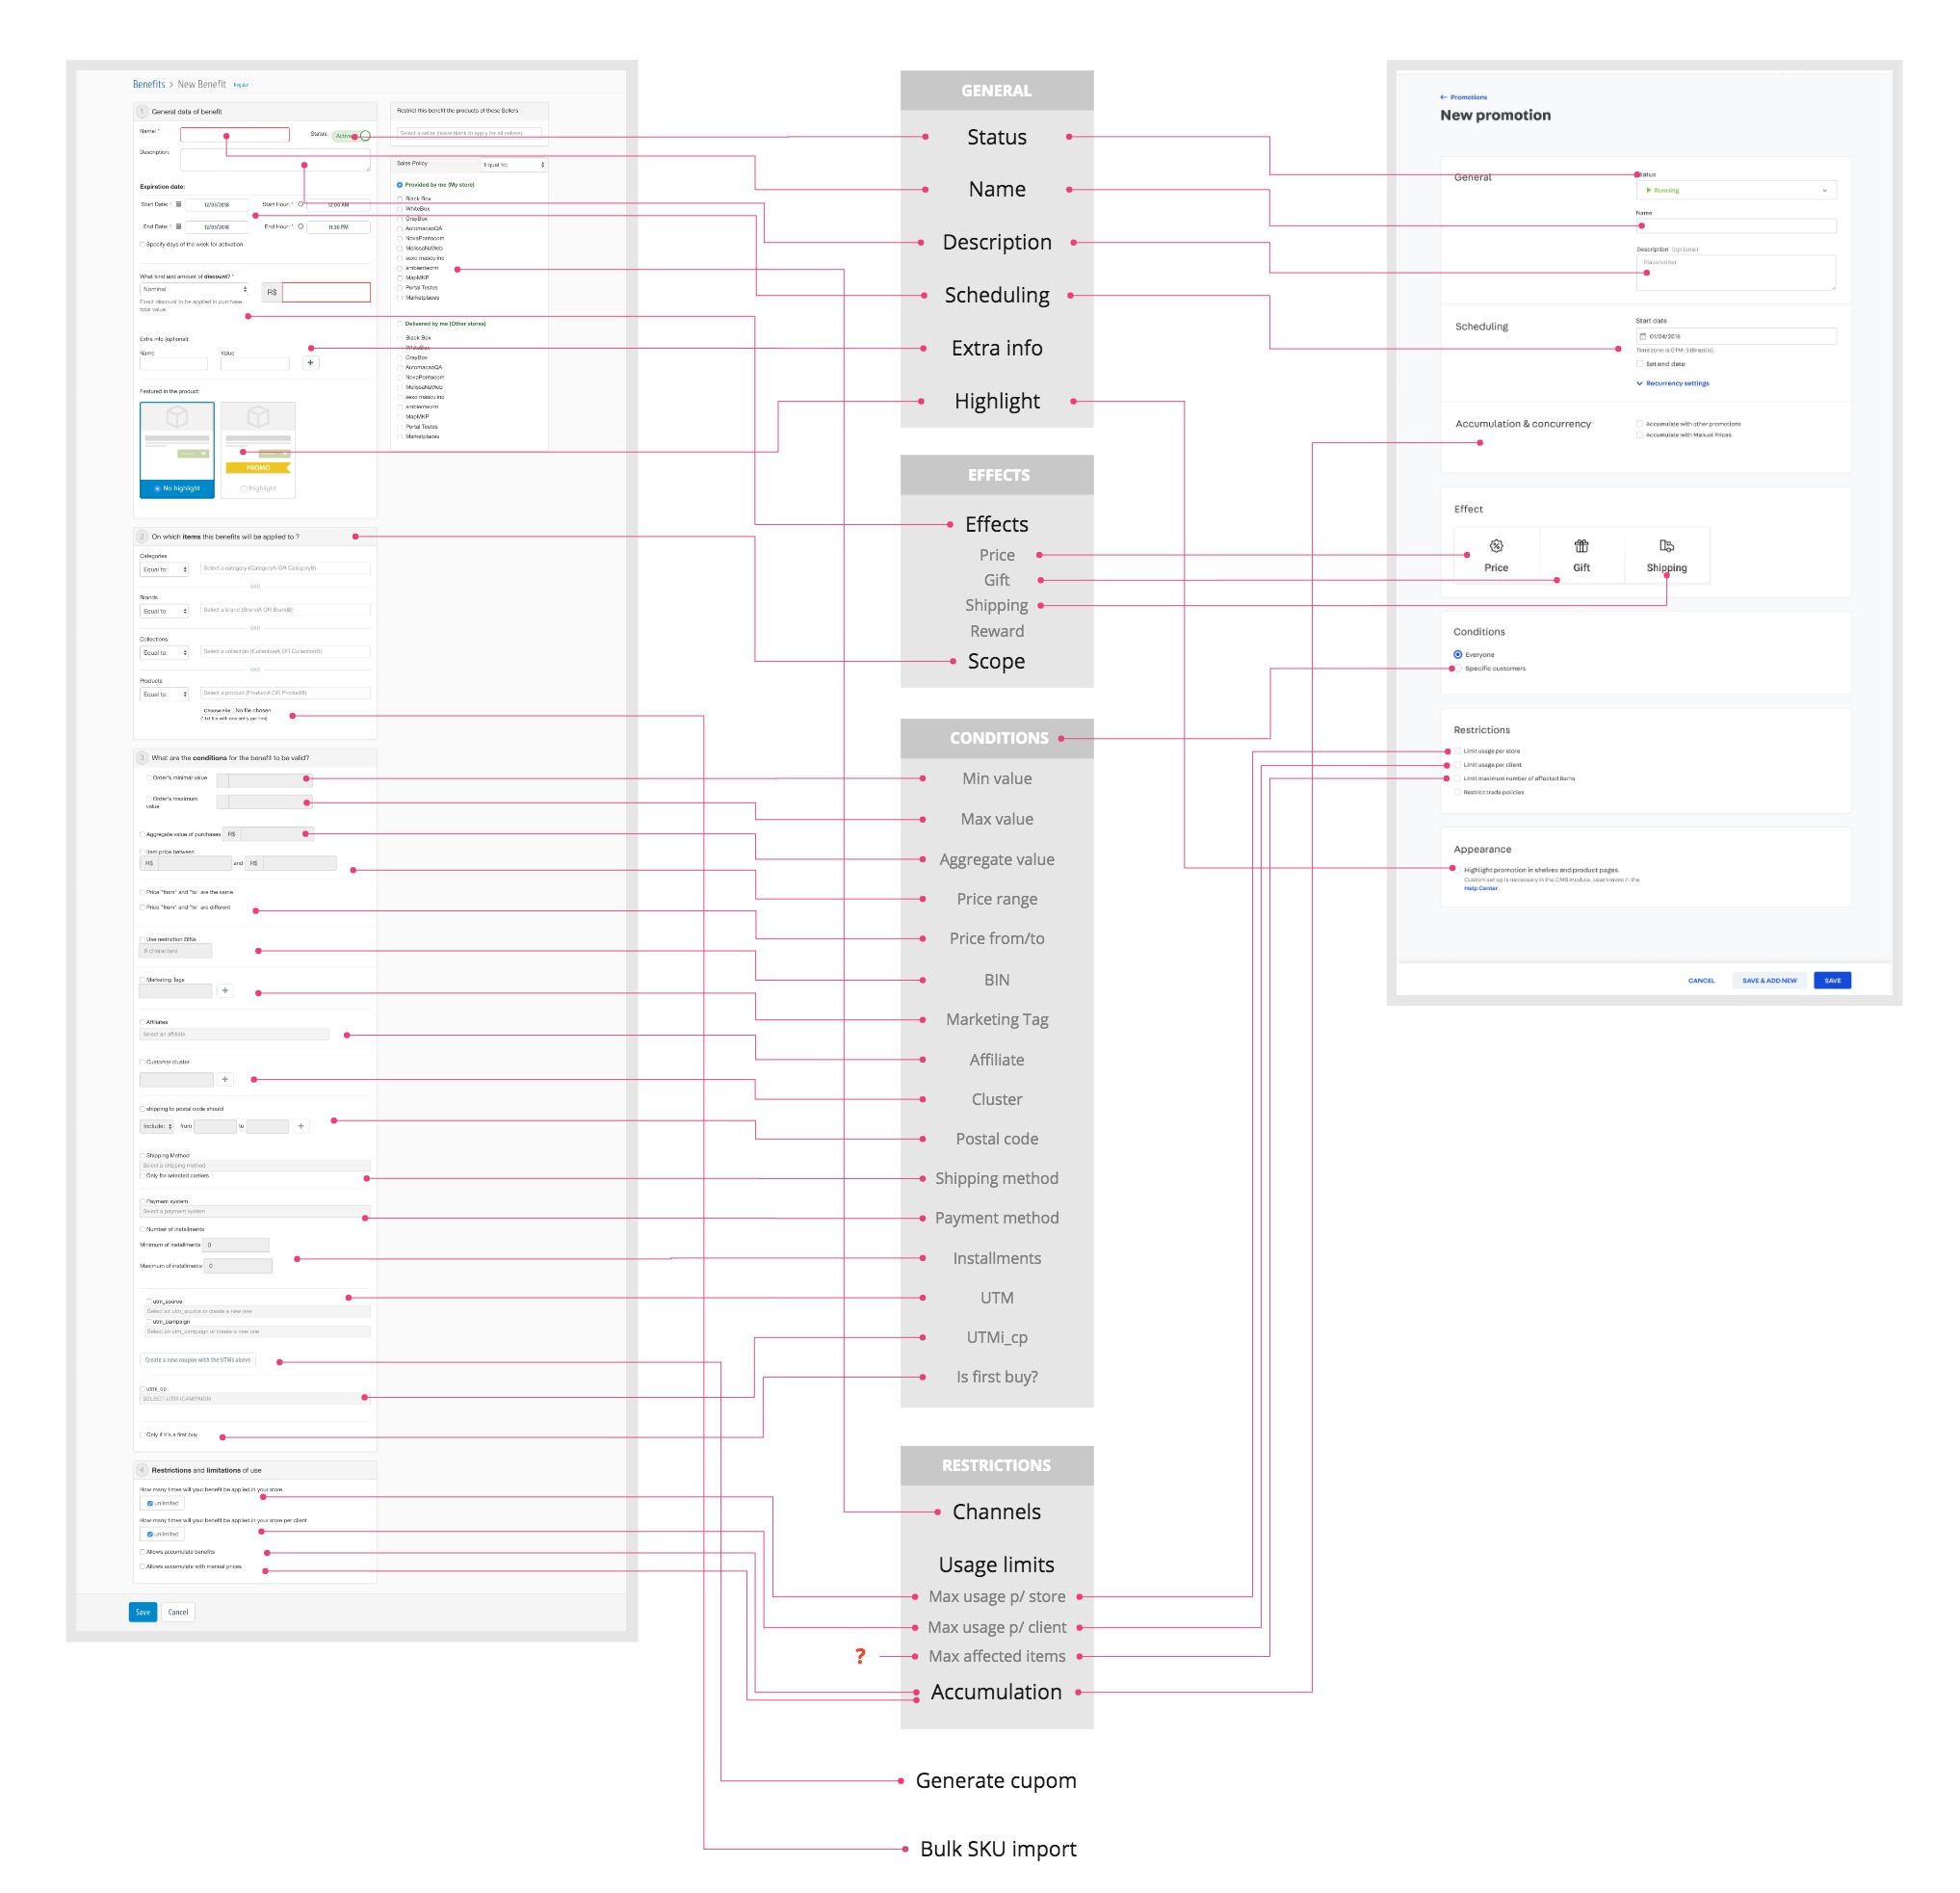 Benefits > New Benefit Regular
1 General data of benefit
Name: *
Status: Active
Description:
Expiration date:
Start Date: * 12/03/2018 Start Hour: * 12:00 AM
End Date: * 12/03/2018 End Hour: * 11:30 PM
Specify days of the week for activation
What kind and amount of discount? *
Nominal R$
Exact discount to be applied in purchase
total value.
Extra info (optional):
Name Value
+
Featured in the product:
PROMO
No highlight Highlight
Restrict this benefit the products of these Sellers
Select a seller (leave blank to apply for all sellers)
Sales Policy Equal to:
Provided by me (My store)
Black Box
WhiteBox
GrayBox
AutomacaoQA
NovaPontocom
MelissaNaWeb
sexo masculino
ambientecrm
MapMKP
Portal Testes
Marketplaces
Delivered by me (Other stores)
Black Box
WhiteBox
GrayBox
AutomacaoQA
NovaPontocom
MelissaNaWeb
sexo masculino
ambientecrm
MapMKP
Portal Testes
Marketplaces
2 On which items this benefits will be applied to ?
Categories
Equal to: Select a category (CategoryA OR CategoryB)
AND
Brands
Equal to: Select a brand (BrandA OR BrandB)
AND
Collections
Equal to: Select a collection (CollectionA OR CollectionB)
AND
Products
Equal to: Select a product (ProductA OR ProductB)
Choose File No file chosen
(*.txt file with one entry per line)
3 What are the conditions for the benefit to be valid?
Order's minimal value
Order's maximum
value
Aggregate value of purchases R$
Item price between
R$ and R$
Price "from" and "to" are the same
Price "from" and "to" are different
Use restriction BINs
6 characters
Marketing Tags
+
Affiliates
Select an affiliate
Customer cluster
+
shipping to postal code should
Include: from to +
Shipping Method
Select a shipping method
Only for selected carriers
Payment system
Select a payment system
Number of installments
Minimum of installments 0
Maximum of installments 0
utm_source
Select an utm_source or create a new one
utm_campaign
Select an utm_campaign or create a new one
Create a new coupon with the UTMs above
utmi_cp
SELECT UTMI-CAMPAIGN
Only if it's a first buy
4 Restrictions and limitations of use
How many times will your benefit be applied in your store
unlimited
How many times will your benefit be applied in your store per client
unlimited
Allows accumulate benefits
Allows accumulate with manual prices
Save Cancel
GENERAL
Status
Name
Description
Scheduling
Extra info
Highlight
EFFECTS
Effects
Price
Gift
Shipping
Reward
Scope
CONDITIONS
Min value
Max value
Aggregate value
Price range
Price from/to
BIN
Marketing Tag
Affiliate
Cluster
Postal code
Shipping method
Payment method
Installments
UTM
UTMi_cp
Is first buy?
RESTRICTIONS
Channels
Usage limits
Max usage p/ store
Max usage p/ client
? Max affected items
Accumulation
Generate cupom
Bulk SKU import
← Promotions
New promotion
General
Status
Running
Name
Description (optional)
Placeholder
Scheduling
Start date
01/04/2018
Time zone is GTM-3 (Brasilia).
Set end date
Recurrency settings
Accumulation & concurrency
Accumulate with other promotions
Accumulate with Manual Prices
Effect
Price Gift Shipping
Conditions
Everyone
Specific customers
Restrictions
Limit usage per store
Limit usage per client
Limit maximum number of affected items
Restrict trade policies
Appearance
Highlight promotion in shelves and product pages.
Custom set up is necessary in the CMS module. Learn more in the
Help Center.
CANCEL SAVE & ADD NEW SAVE